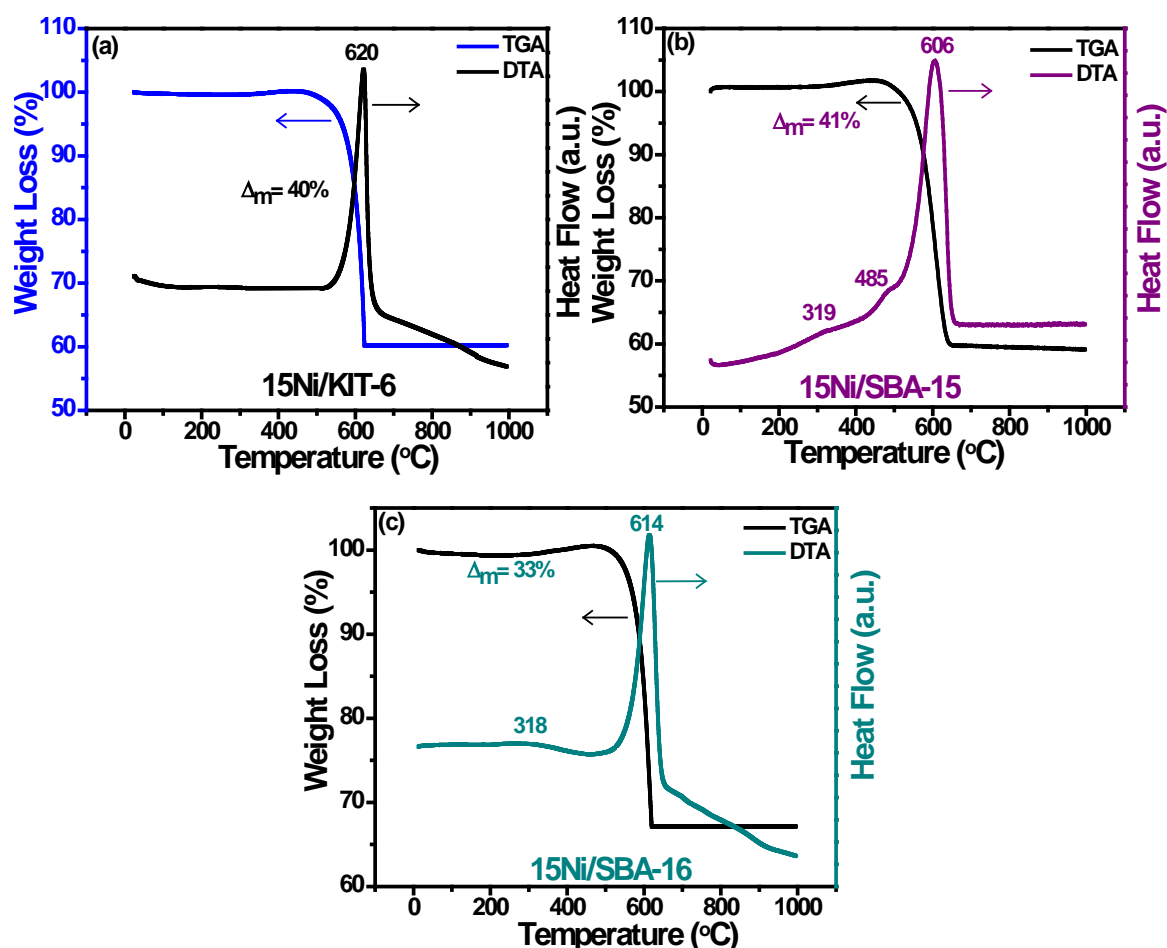 (a)
620
TGA
DTA
110
100
90
80
70
60
50
Weight Loss (%)
Δm= 40%
Heat Flow (a.u.)
15Ni/KIT-6
0 200 400 600 800 1000
Temperature (oC)
(b)
606
TGA
DTA
110
100
90
80
70
60
50
Weight Loss (%)
Δm= 41%
485
319
Heat Flow (a.u.)
15Ni/SBA-15
0 200 400 600 800 1000
Temperature (oC)
(c)
614
TGA
DTA
100
90
80
70
60
Weight Loss (%)
Δm= 33%
318
Heat Flow (a.u.)
15Ni/SBA-16
0 200 400 600 800 1000
Temperature (oC)